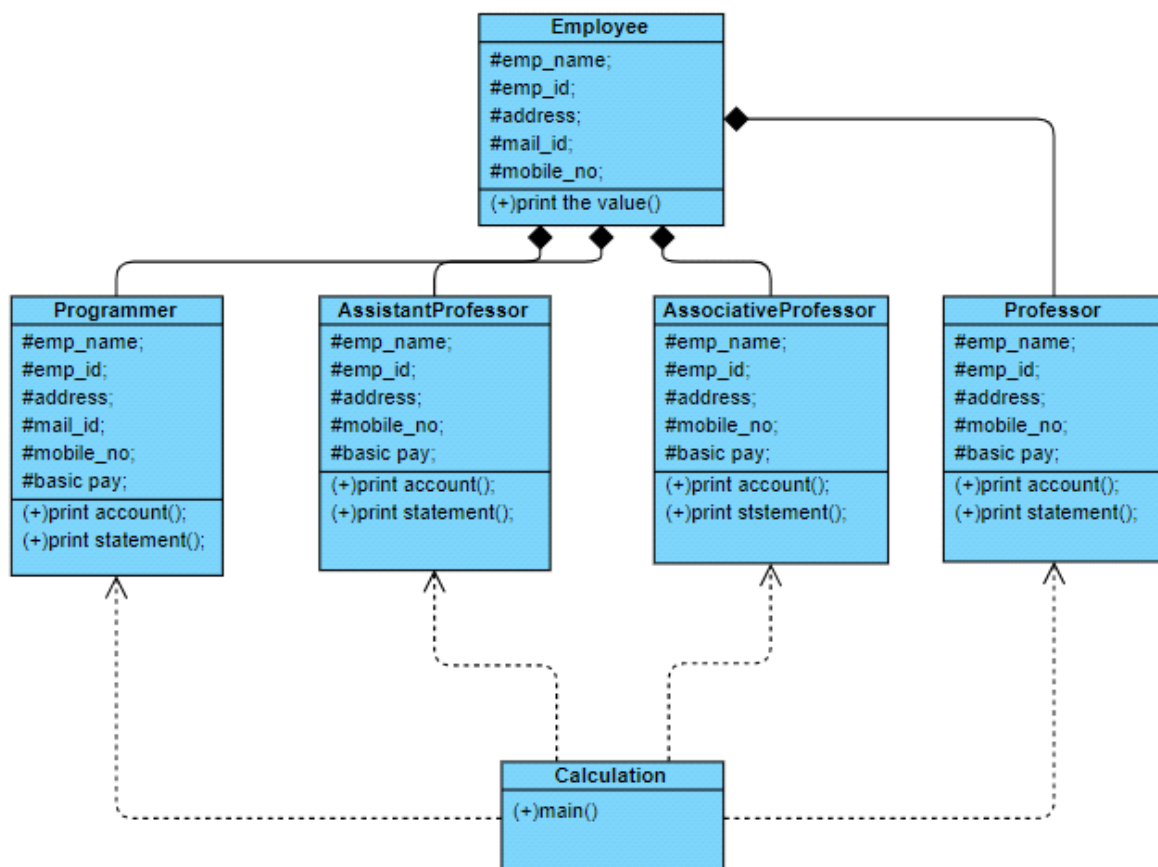 Employee
#emp_name;
#emp_id;
#address;
#mail_id;
#mobile_no;
(+)print the value()
Programmer
#emp_name;
#emp_id;
#address;
#mail_id;
#mobile_no;
#basic pay;
(+)print account();
(+)print statement();
AssistantProfessor
#emp_name;
#emp_id;
#address;
#mobile_no;
#basic pay;
(+)print account();
(+)print statement();
AssociativeProfessor
#emp_name;
#emp_id;
#address;
#mobile_no;
#basic pay;
(+)print account();
(+)print ststement();
Professor
#emp_name;
#emp_id;
#address;
#mobile_no;
#basic pay;
(+)print account();
(+)print statement();
Calculation
(+)main()